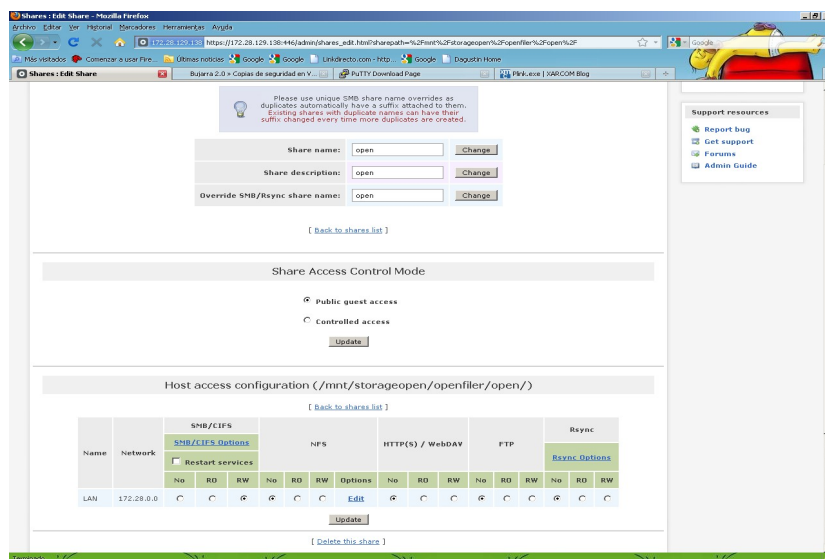 Shares : Edit Share - Mozilla Firefox
Archivo Editar Ver Historial Marcadores Herramientas Ayuda
172.28.129.138 https://172.28.129.138:446/admin/shares_edit.html?sharepath=%2Fmnt%2Fstorageopen%2Fopenfiler%2Fopen%2F
Google
Más visitados Comenzar a usar Fire... Últimas noticias Google Google Linkdirecto.com - http... Google Dagustin Home
Shares : Edit Share Bujarra 2.0 » Copias de seguridad en V... PuTTY Download Page Plink.exe | XARCOM Blog
Please use unique SMB share name overrides as
duplicates automatically have a suffix attached to them.
Existing shares with duplicate names can have their
suffix changed every time more duplicates are created.
Share name: open Change
Share description: open Change
Override SMB/Rsync share name: open Change
[ Back to shares list ]
Support resources
Report bug
Get support
Forums
Admin Guide
Share Access Control Mode
Public guest access
Controlled access
Update
Host access configuration (/mnt/storageopen/openfiler/open/)
[ Back to shares list ]
Name Network SMB/CIFS NFS HTTP(S) / WebDAV FTP Rsync
SMB/CIFS Options Rsync Options
Restart services
No RO RW No RO RW Options No RO RW No RO RW No RO RW
LAN 172.28.0.0 Edit
Update
[ Delete this share ]
Terminado